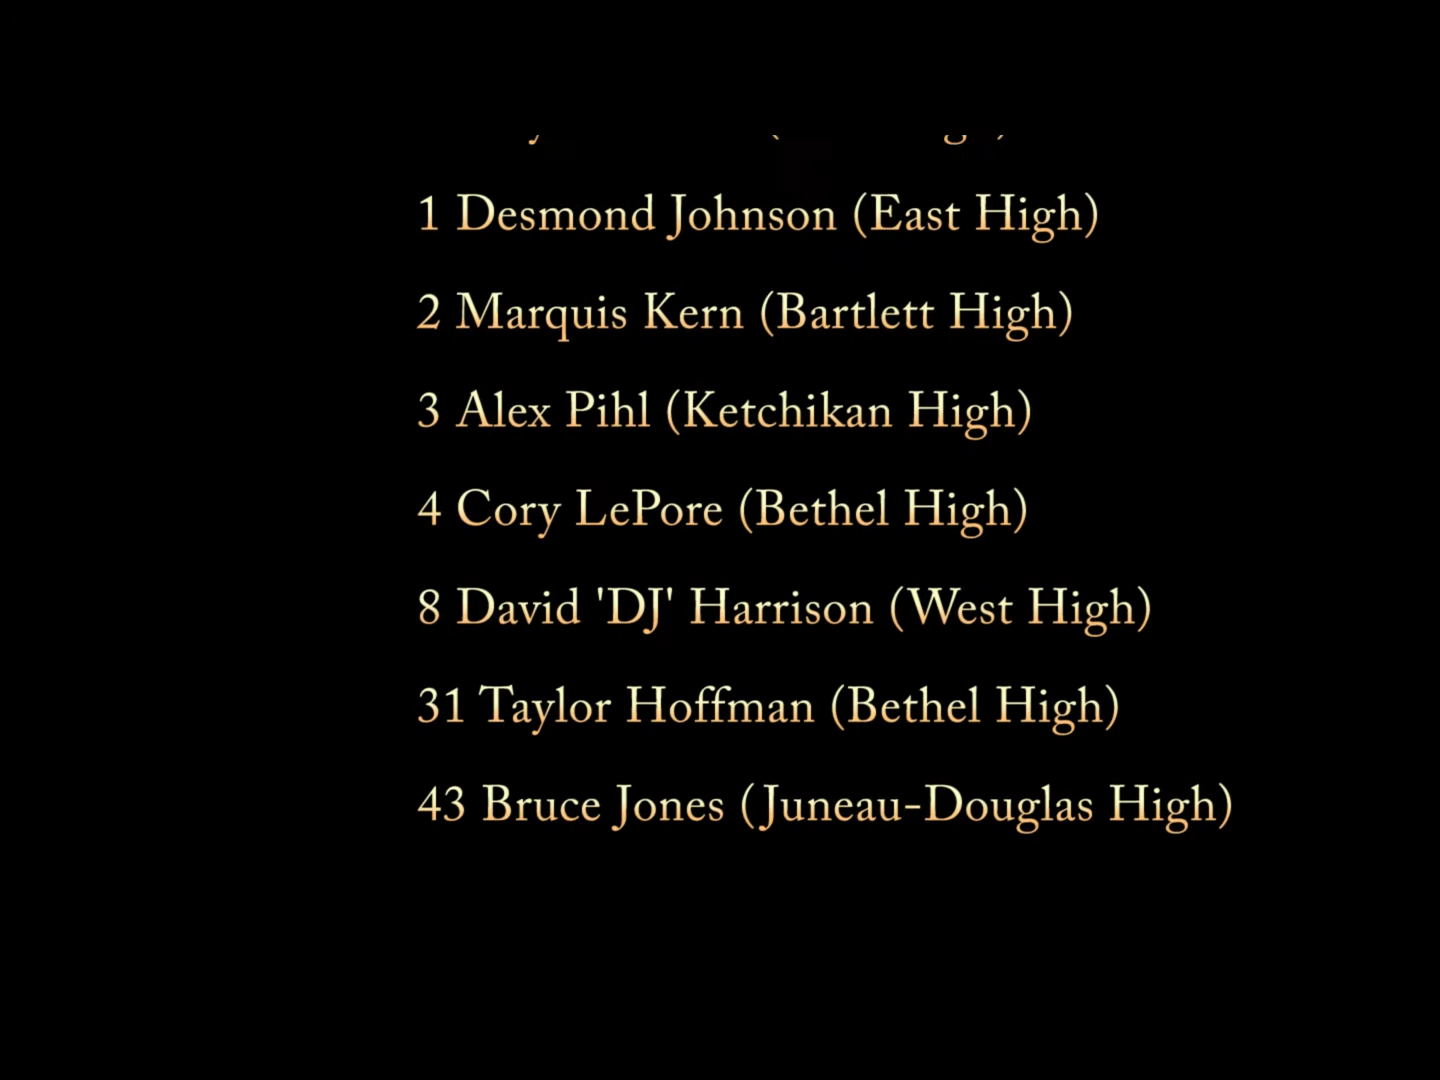 1 Desmond Johnson (East High)
2 Marquis Kern (Bartlett High)
3 Alex Pihl (Ketchikan High)
4 Cory LePore (Bethel High)
8 David 'DJ' Harrison (West High)
31 Taylor Hoffman (Bethel High)
43 Bruce Jones (Juneau-Douglas High)